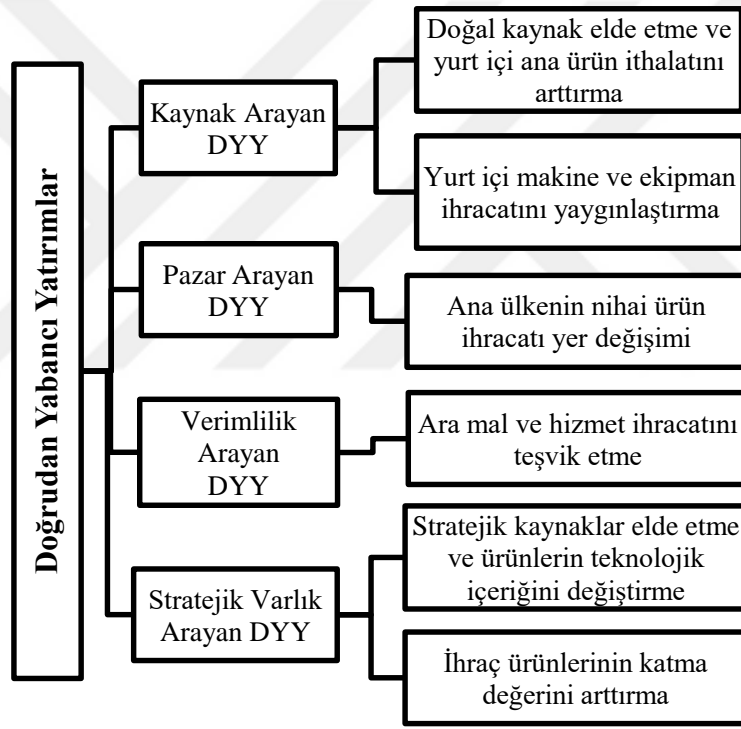 Doğrudan Yabancı Yatırımlar
Kaynak Arayan
DYY
Doğal kaynak elde etme ve
yurt içi ana ürün ithalatını
arttırma
Yurt içi makine ve ekipman
ihracatını yaygınlaştırma
Pazar Arayan
DYY
Ana ülkenin nihai ürün
ihracatı yer değişimi
Verimlilik
Arayan
DYY
Ara mal ve hizmet ihracatını
teşvik etme
Stratejik Varlık
Arayan DYY
Stratejik kaynaklar elde etme
ve ürünlerin teknolojik
içeriğini değiştirme
İhraç ürünlerinin katma
değerini arttırma